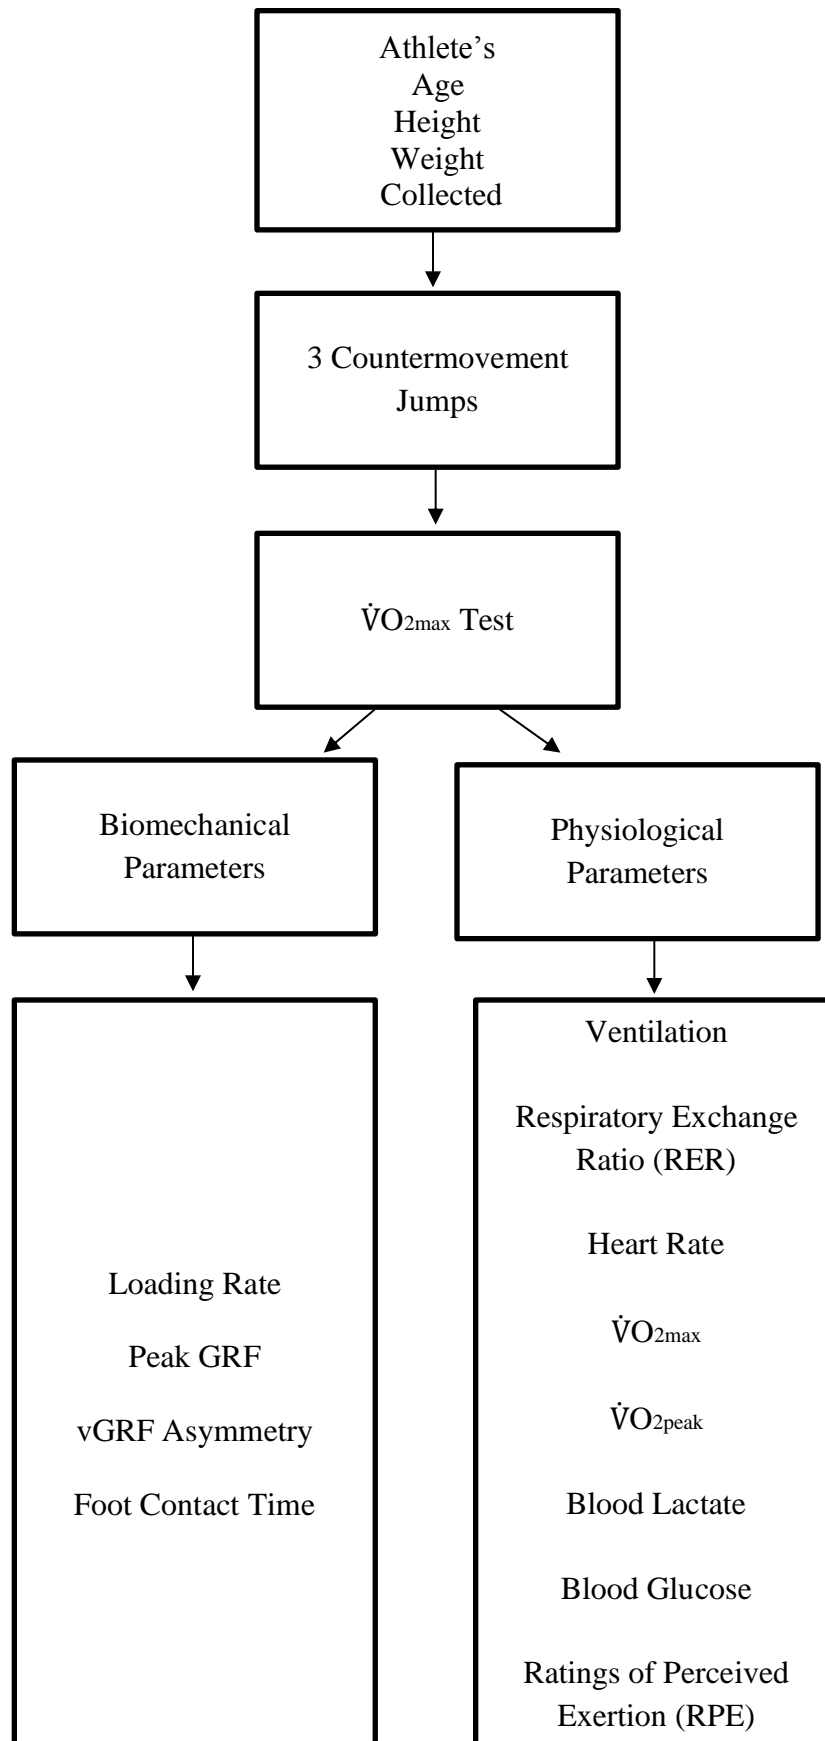 Athlete’s
Age
Height
Weight
Collected
3 Countermovement
Jumps
V̇O2max Test
Biomechanical
Parameters
Physiological
Parameters
Loading Rate
Peak GRF
vGRF Asymmetry
Foot Contact Time
Ventilation
Respiratory Exchange
Ratio (RER)
Heart Rate
V̇O2max
V̇O2peak
Blood Lactate
Blood Glucose
Ratings of Perceived
Exertion (RPE)